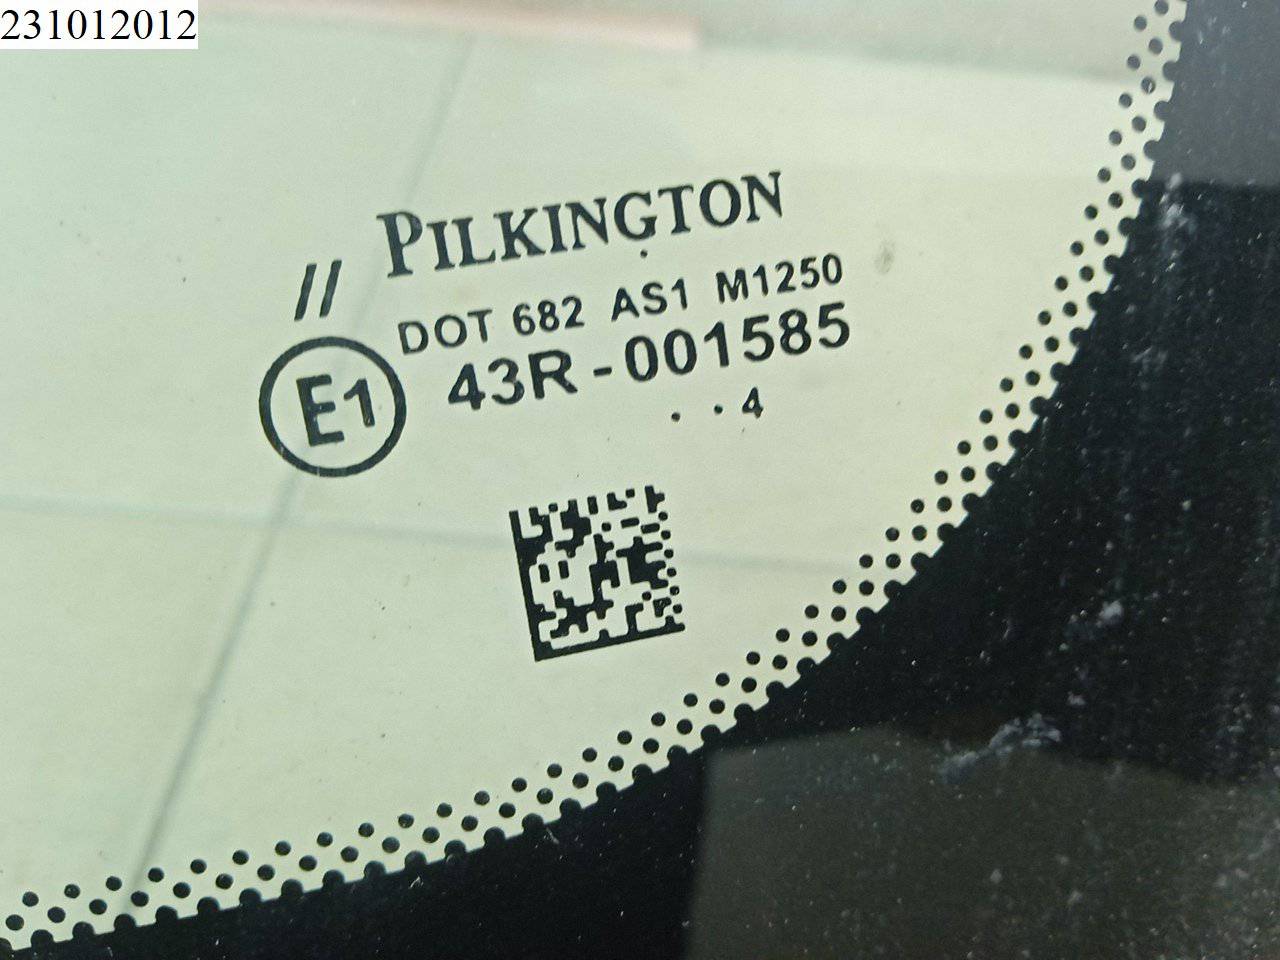 231012012
// PILKINGTON
DOT 682 AS1 M1250
E1 43R-001585
. . 4